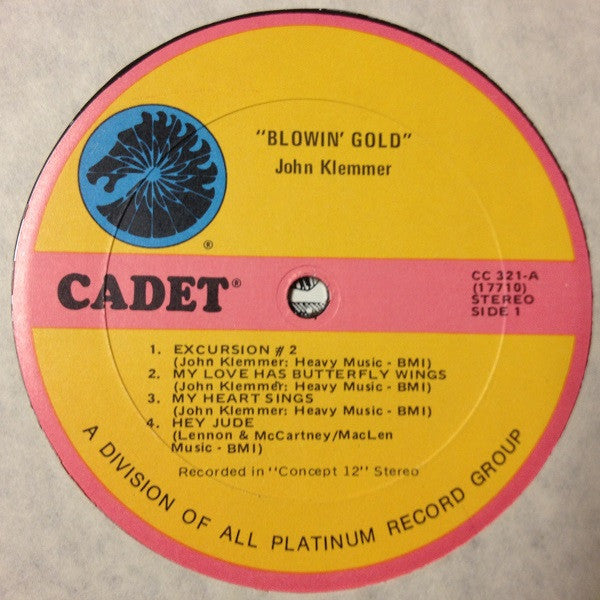 "BLOWIN' GOLD"
John Klemmer
®
CADET®
CC 321-A
(17710)
STEREO
SIDE 1
1. EXCURSION # 2
(John Klemmer: Heavy Music - BMI)
2. MY LOVE HAS BUTTERFLY WINGS
(John Klemmer: Heavy Music - BMI)
3. MY HEART SINGS
(John Klemmer: Heavy Music - BMI)
4. HEY JUDE
(Lennon & McCartney/MacLen
Music - BMI)
Recorded in "Concept 12" Stereo
A DIVISION OF ALL PLATINUM RECORD GROUP